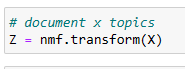 # document x topics
Z = nmf.transform(X)